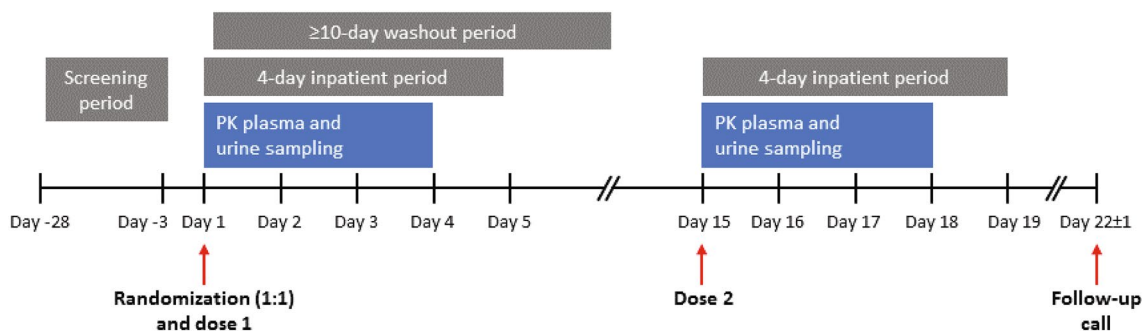 ≥10-day washout period
Screening
period
4-day inpatient period
4-day inpatient period
PK plasma and
urine sampling
PK plasma and
urine sampling
Day -28
Day -3
Day 1
Day 2
Day 3
Day 4
Day 5
Day 15
Day 16
Day 17
Day 18
Day 19
Day 22±1
Randomization (1:1)
and dose 1
Dose 2
Follow-up
call